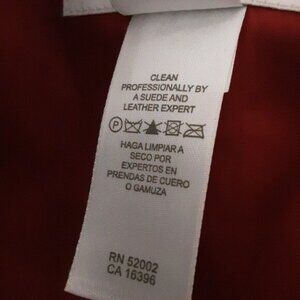 CLEAN
PROFESSIONALLY BY
A SUEDE AND
LEATHER EXPERT
P
HAGA LIMPIAR A
SECO POR
EXPERTOS EN
PRENDAS DE CUERO
O GAMUZA
RN 52002
CA 16396